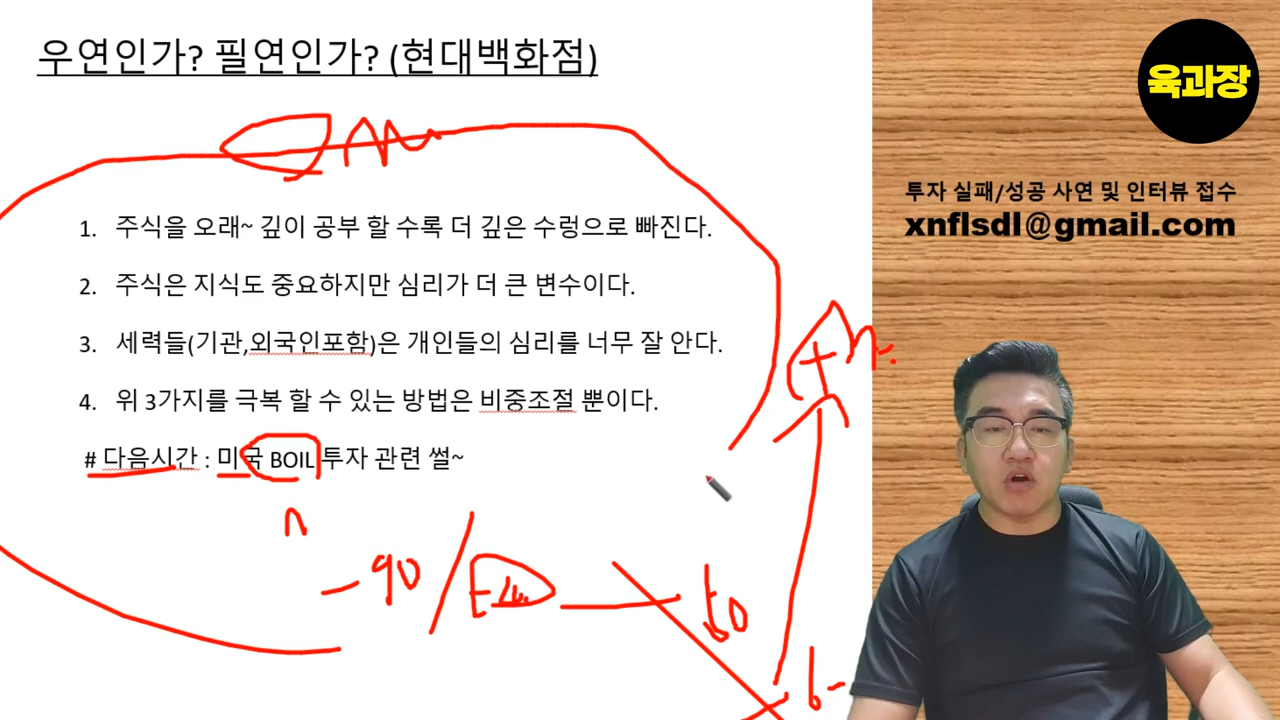 우연인가? 필연인가? (현대백화점)
육과장
투자 실패/성공 사연 및 인터뷰 접수
xnflsdl@gmail.com
1. 주식을 오래~ 깊이 공부 할 수록 더 깊은 수렁으로 빠진다.
2. 주식은 지식도 중요하지만 심리가 더 큰 변수이다.
3. 세력들(기관,외국인포함)은 개인들의 심리를 너무 잘 안다.
4. 위 3가지를 극복 할 수 있는 방법은 비중조절 뿐이다.
# 다음시간 : 미국 BOIL 투자 관련 썰~
-90